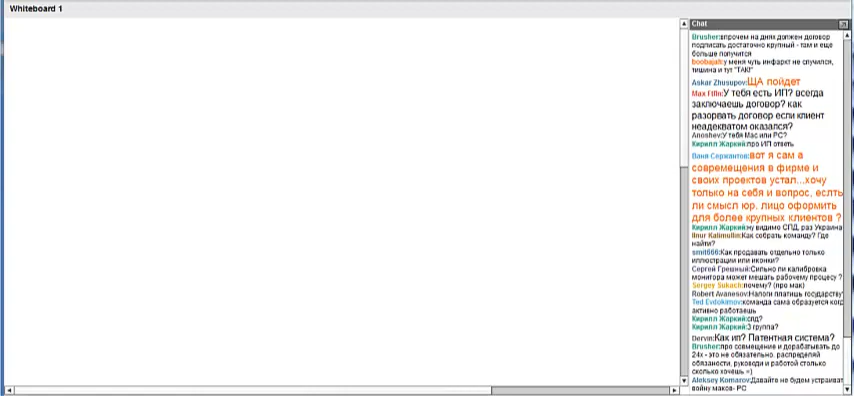 Whiteboard 1
Chat
Brusher:впрочем на днях должен договор
подписать достаточно крупный - там и еще
больше получится
boobajah:у меня чуть инфаркт не случился,
тишина и тут "ТАК!"
Askar Zhusupov:ЩА пойдет
Max Filin:У тебя есть ИП? всегда
заключаешь договор? как
разорвать договор если клиент
неадекватом оказался?
Anoshev:У тебя Mac или PC?
Кирилл Жаркий:про ИП ответь
Ваня Сержантов:вот я сам а
совремещения в фирме и
своих проектов устал...хочу
только на себя и вопрос, еслть
ли смысл юр. лицо оформить
для более крупных клиентов ?
Кирилл Жаркий:ну видимо СПД, раз Украина
Ilnur Kalimullin:Как собрать команду? Где
найти?
smit666:Как продавать отдельно только
иллюстрации или иконки?
Сергей Грешный:Сильно ли калибровка
монитора может мешать рабочему процесу ?
Sergey Sukach:почему? (про мак)
Robert Avanesov:Налоги платишь государству
Ted Evdokimov:команда сама образуется ког
активно работаешь
Кирилл Жаркий:спд?
Кирилл Жаркий:3 группа?
Dervin:Как ип? Патентная система?
Brusher:про совмещение и дорабатывать до
24х - это не обязательно. распределяй
обязаности, руководи и работой столько
сколько хочешь =)
Aleksey Komarov:Давайте не будем устраиват
войну маков- PC